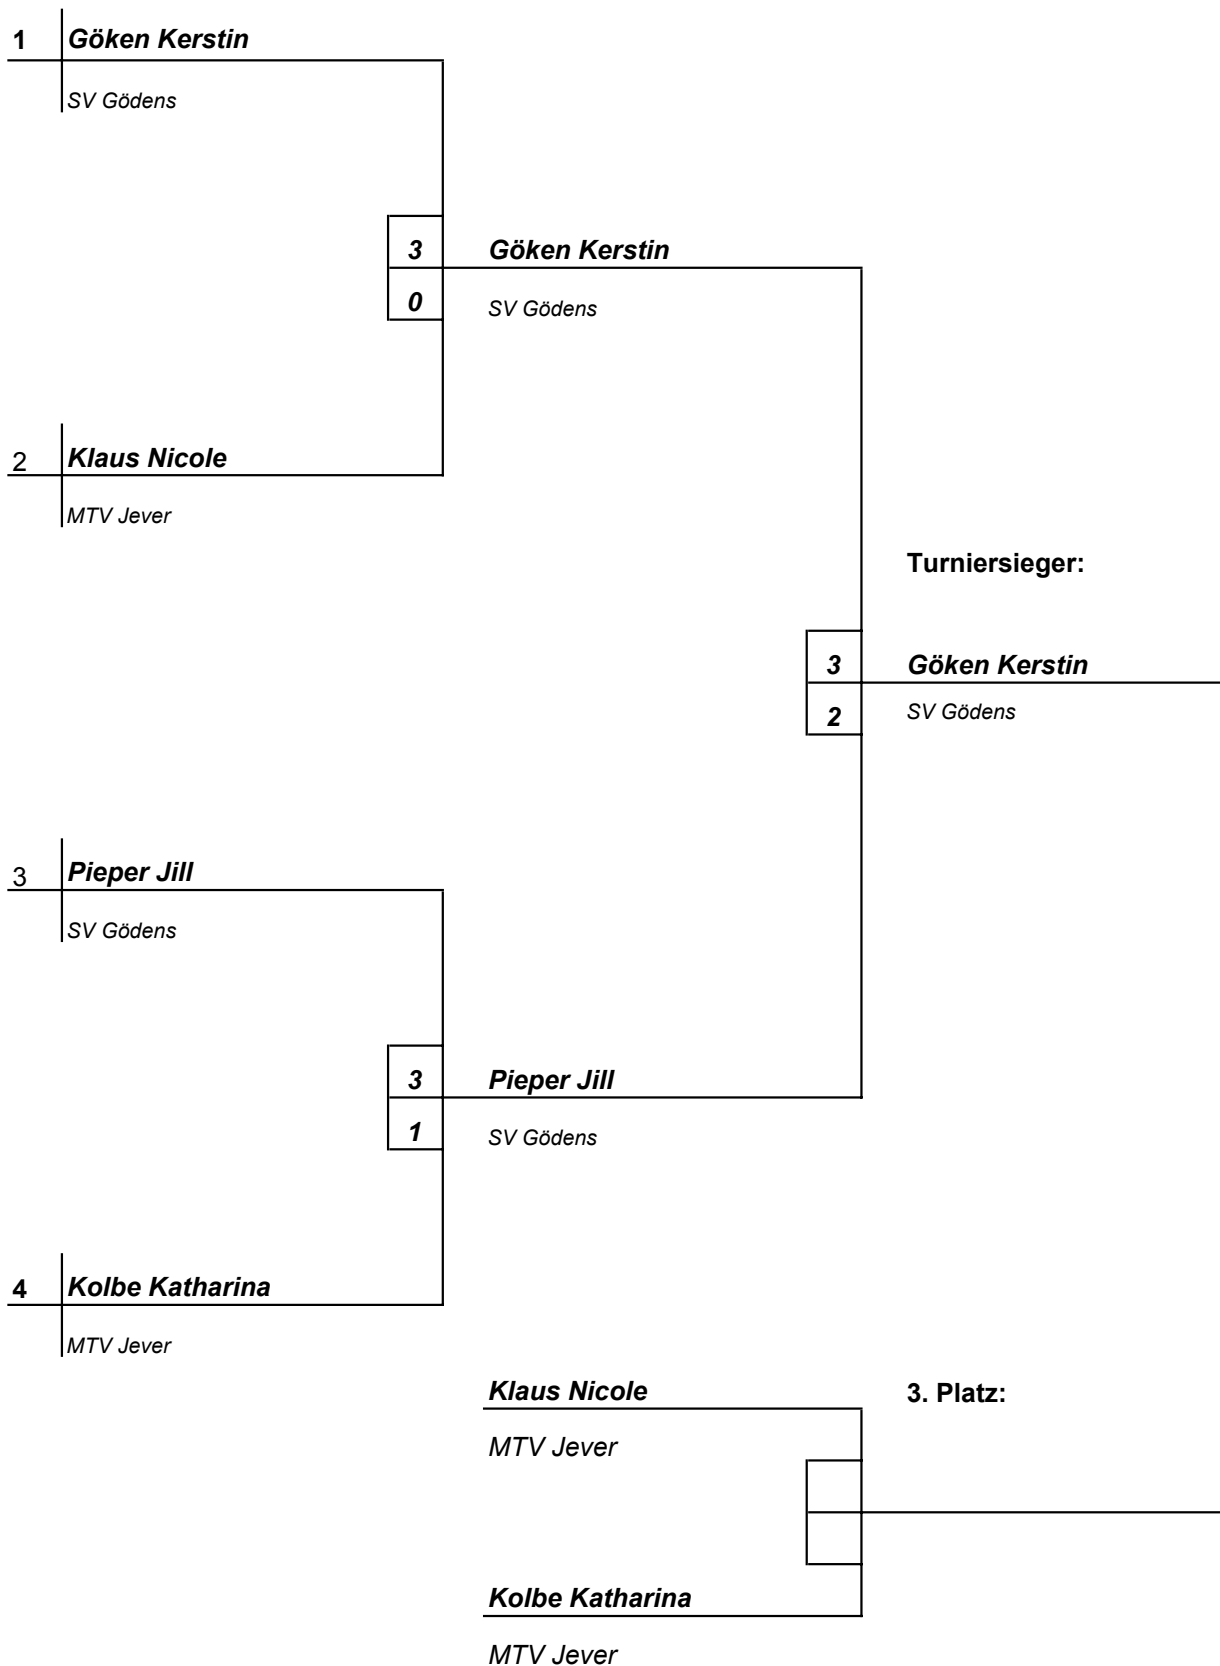 1 Göken Kerstin
SV Gödens
3 Göken Kerstin
0 SV Gödens
2 Klaus Nicole
MTV Jever
Turniersieger:
3 Göken Kerstin
2 SV Gödens
3 Pieper Jill
SV Gödens
3 Pieper Jill
1 SV Gödens
4 Kolbe Katharina
MTV Jever
Klaus Nicole 3. Platz:
MTV Jever
Kolbe Katharina
MTV Jever